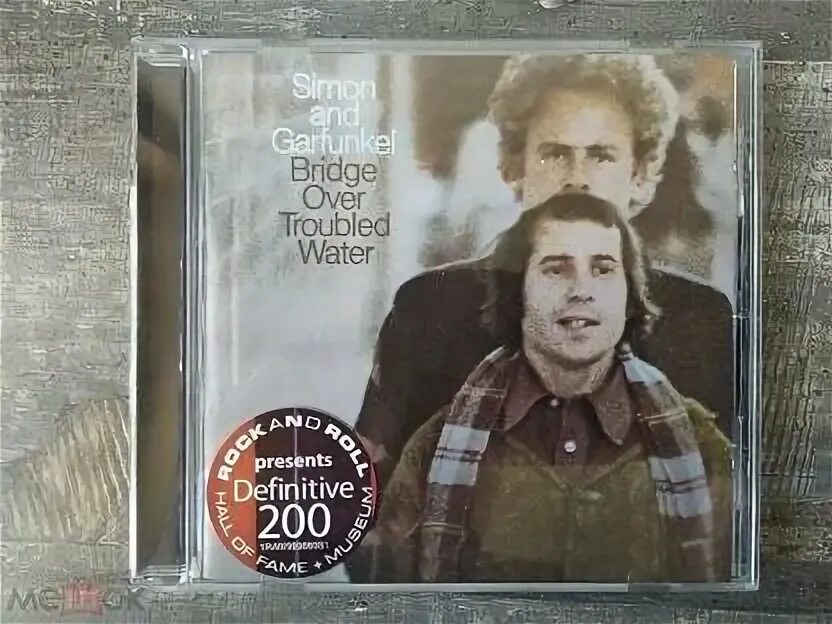 Simon
and
Garfunkel
Bridge
Over
Troubled
Water
ROCK AND ROLL
presents
Definitive
200
HALL OF FAME + MUSEUM